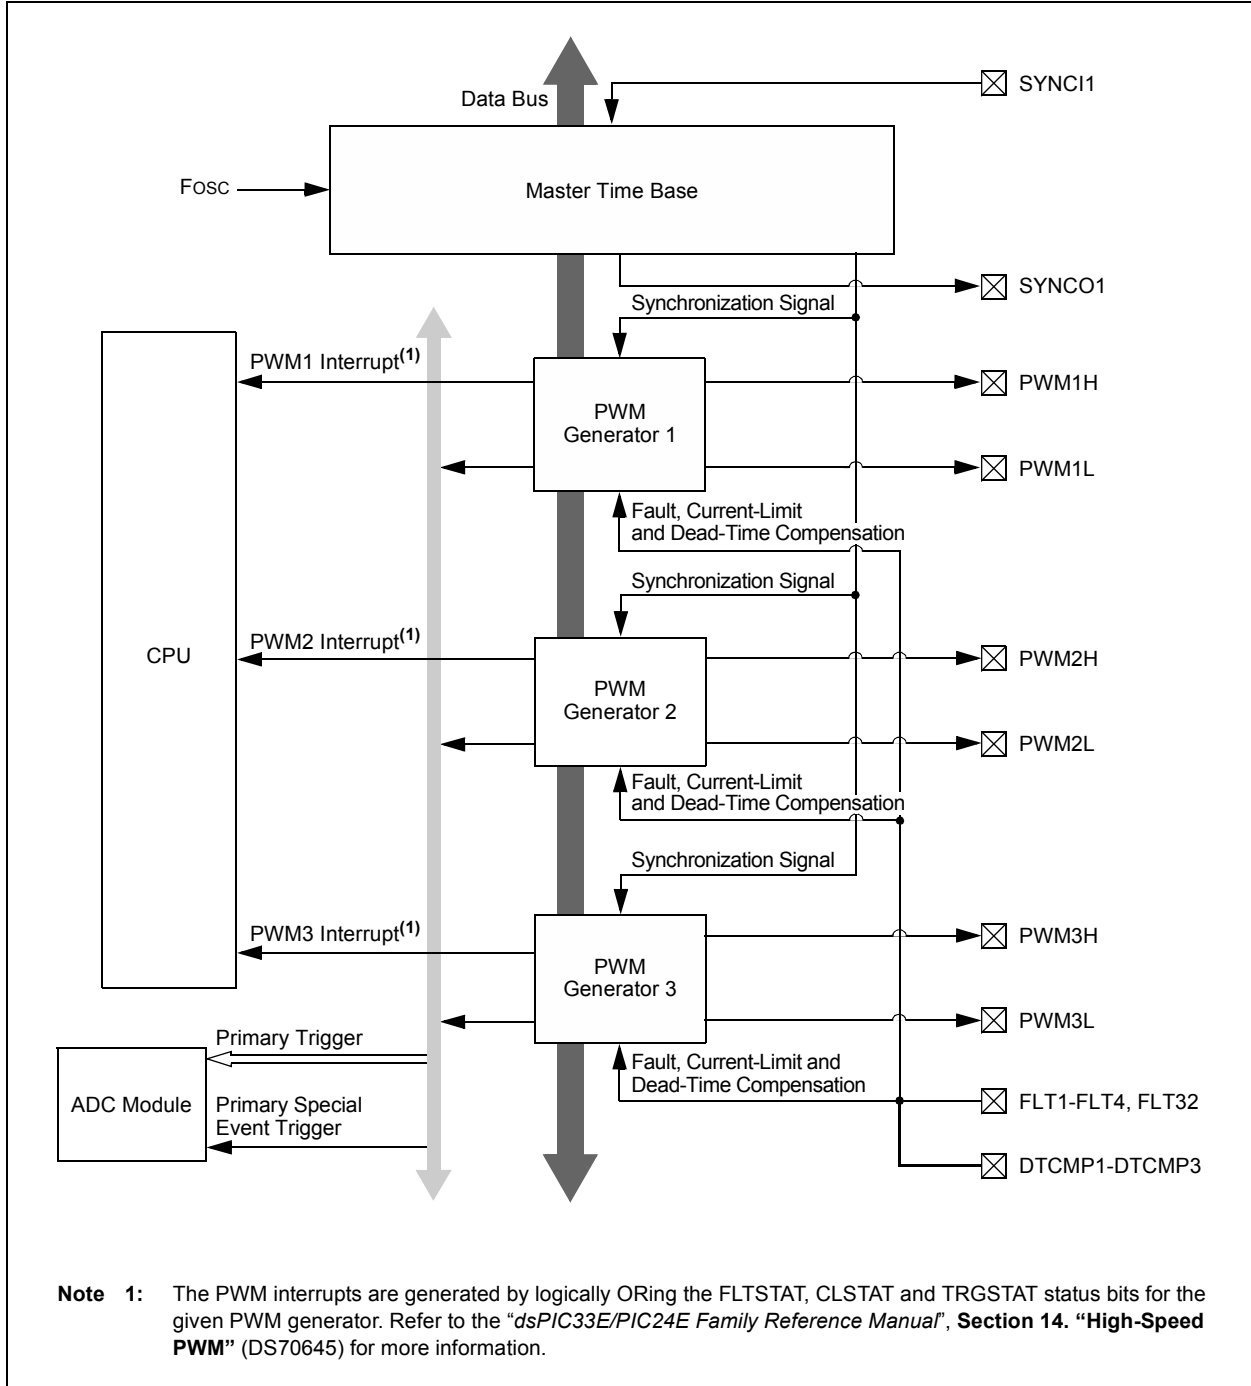 Data Bus
SYNCI1
FOSC
Master Time Base
SYNCO1
Synchronization Signal
PWM1 Interrupt(1)
PWM
Generator 1
PWM1H
PWM1L
Fault, Current-Limit
and Dead-Time Compensation
Synchronization Signal
CPU
PWM2 Interrupt(1)
PWM
Generator 2
PWM2H
PWM2L
Fault, Current-Limit
and Dead-Time Compensation
Synchronization Signal
PWM3 Interrupt(1)
PWM
Generator 3
PWM3H
PWM3L
Primary Trigger
Fault, Current-Limit and
Dead-Time Compensation
ADC Module
Primary Special
Event Trigger
FLT1-FLT4, FLT32
DTCMP1-DTCMP3
Note 1: The PWM interrupts are generated by logically ORing the FLTSTAT, CLSTAT and TRGSTAT status bits for the
given PWM generator. Refer to the “dsPIC33E/PIC24E Family Reference Manual”, Section 14. “High-Speed
PWM” (DS70645) for more information.